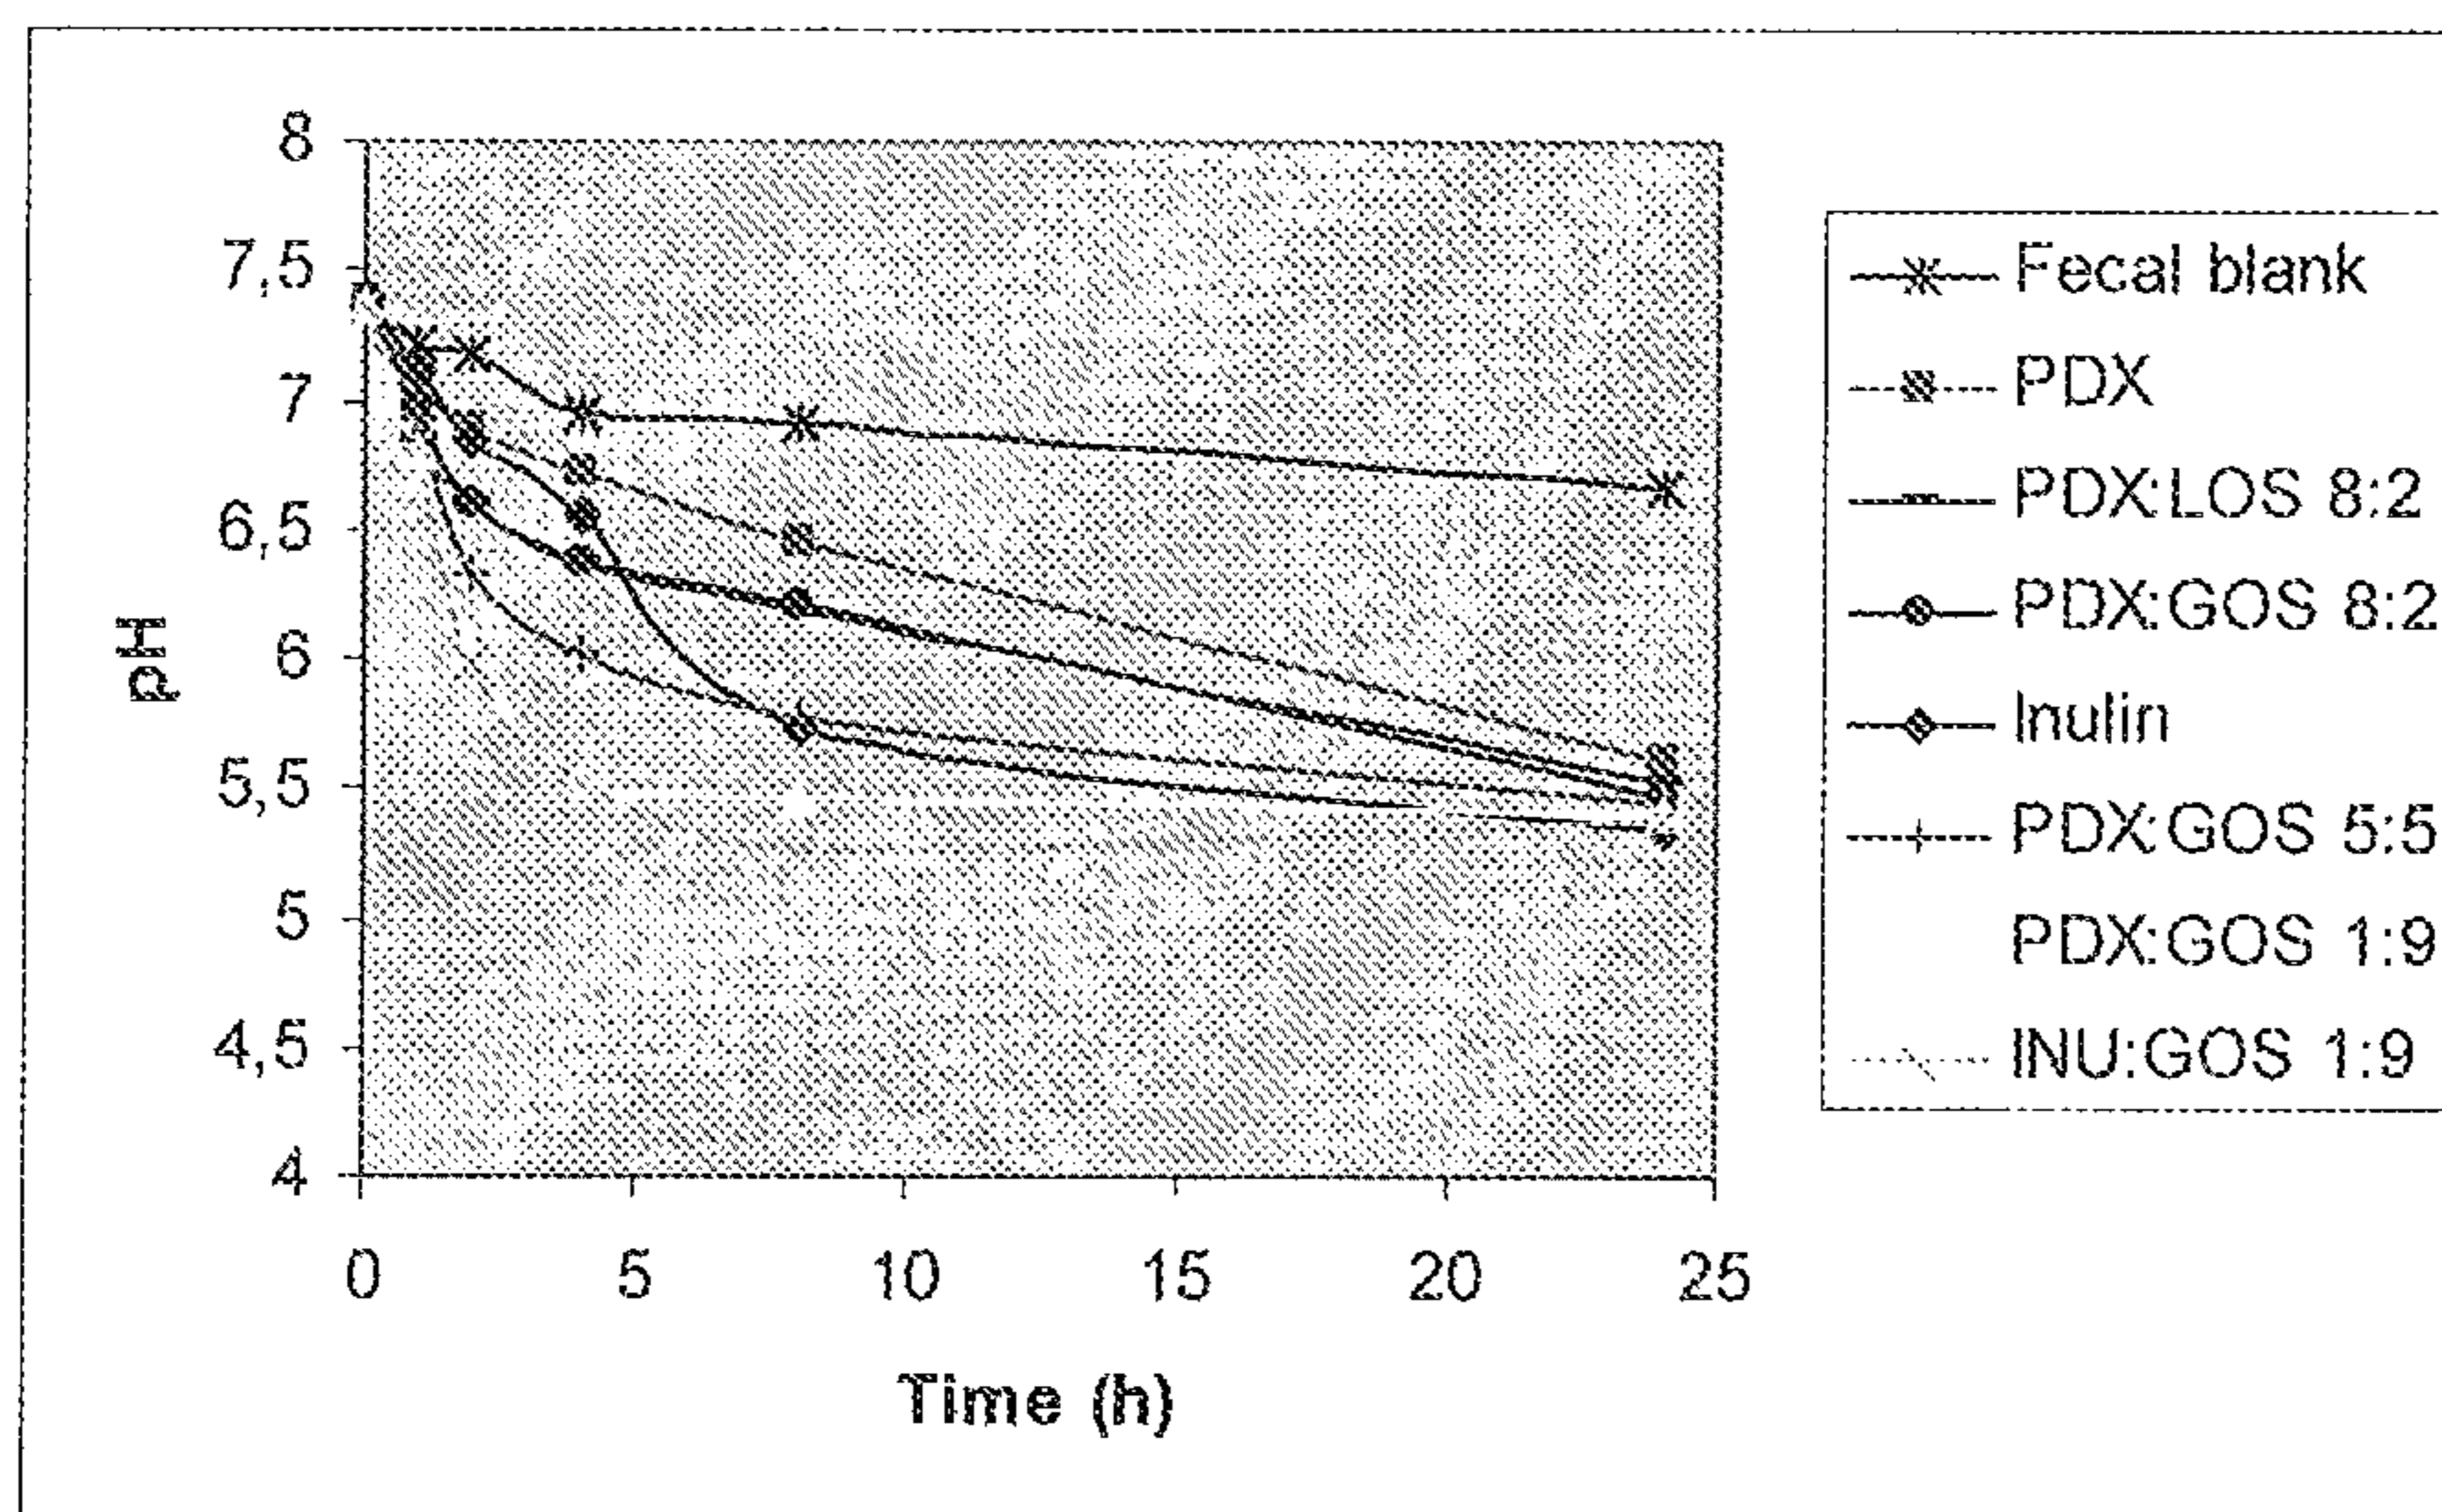 8
7,5
7
6,5
6
5,5
5
4,5
4
pH
0 5 10 15 20 25
Time (h)
Fecal blank
PDX
PDX:LOS 8:2
PDX:GOS 8:2
Inulin
PDX:GOS 5:5
PDX:GOS 1:9
INU:GOS 1:9